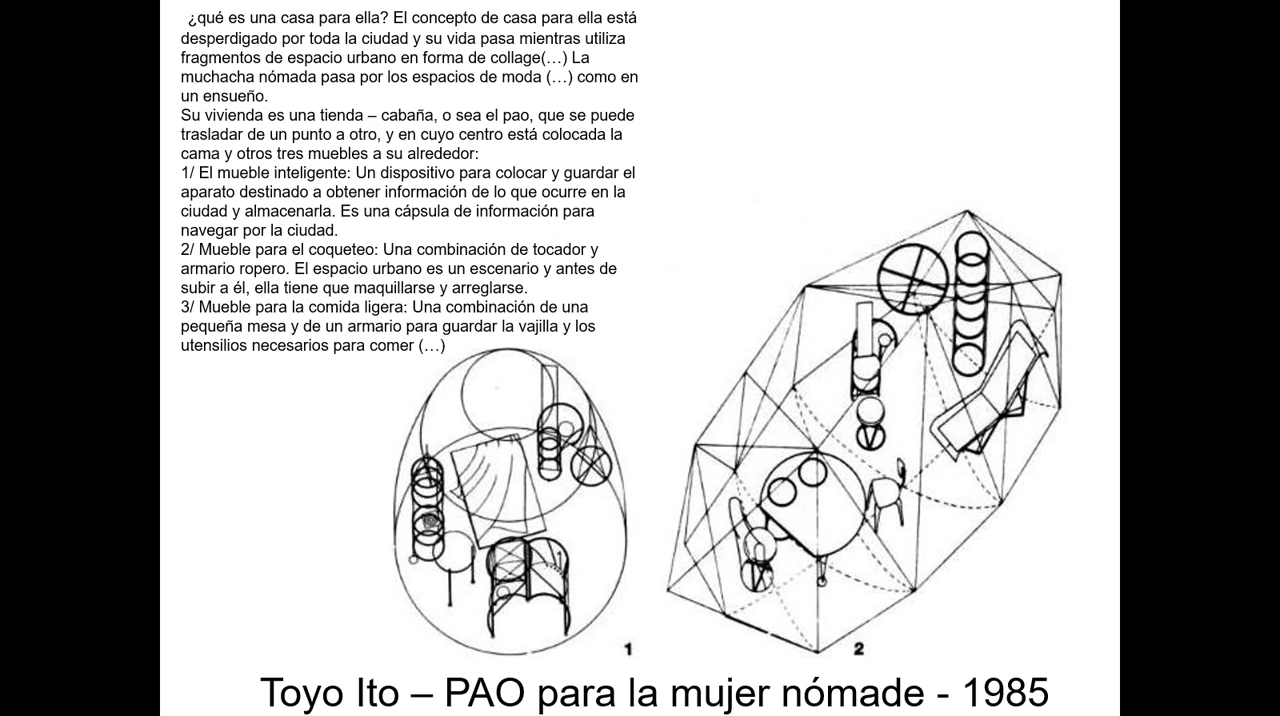 ¿qué es una casa para ella? El concepto de casa para ella está
desperdigado por toda la ciudad y su vida pasa mientras utiliza
fragmentos de espacio urbano en forma de collage(…) La
muchacha nómada pasa por los espacios de moda (…) como en
un ensueño.
Su vivienda es una tienda – cabaña, o sea el pao, que se puede
trasladar de un punto a otro, y en cuyo centro está colocada la
cama y otros tres muebles a su alrededor:
1/ El mueble inteligente: Un dispositivo para colocar y guardar el
aparato destinado a obtener información de lo que ocurre en la
ciudad y almacenarla. Es una cápsula de información para
navegar por la ciudad.
2/ Mueble para el coqueteo: Una combinación de tocador y
armario ropero. El espacio urbano es un escenario y antes de
subir a él, ella tiene que maquillarse y arreglarse.
3/ Mueble para la comida ligera: Una combinación de una
pequeña mesa y de un armario para guardar la vajilla y los
utensilios necesarios para comer (…)
1
2
Toyo Ito – PAO para la mujer nómade - 1985